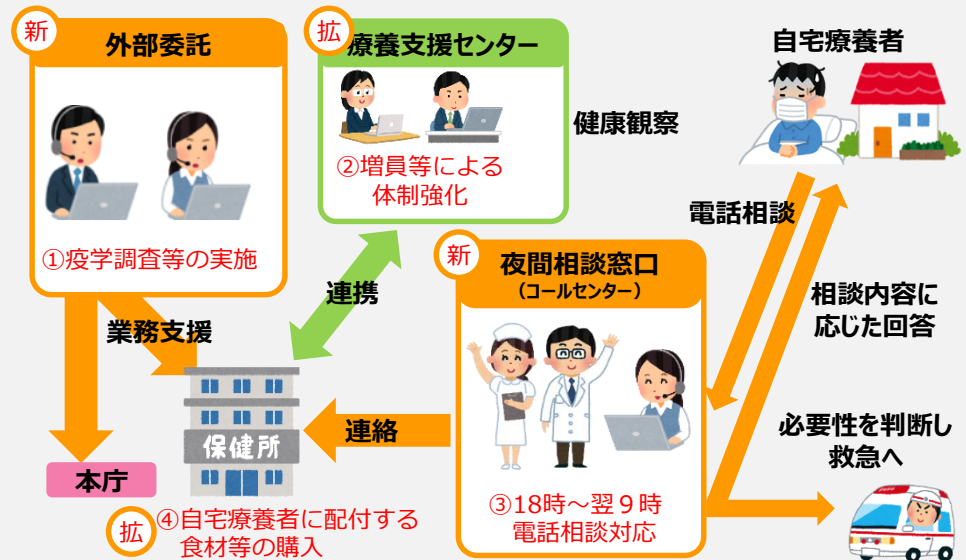 新
外部委託
①疫学調査等の実施
拡
療養支援センター
②増員等による
体制強化
健康観察
自宅療養者
電話相談
相談内容に
応じた回答
業務支援
連携
新
夜間相談窓口
(コールセンター)
③18時～翌９時
電話相談対応
連絡
保健所
本庁
拡
④自宅療養者に配付する
食材等の購入
必要性を判断し
救急へ